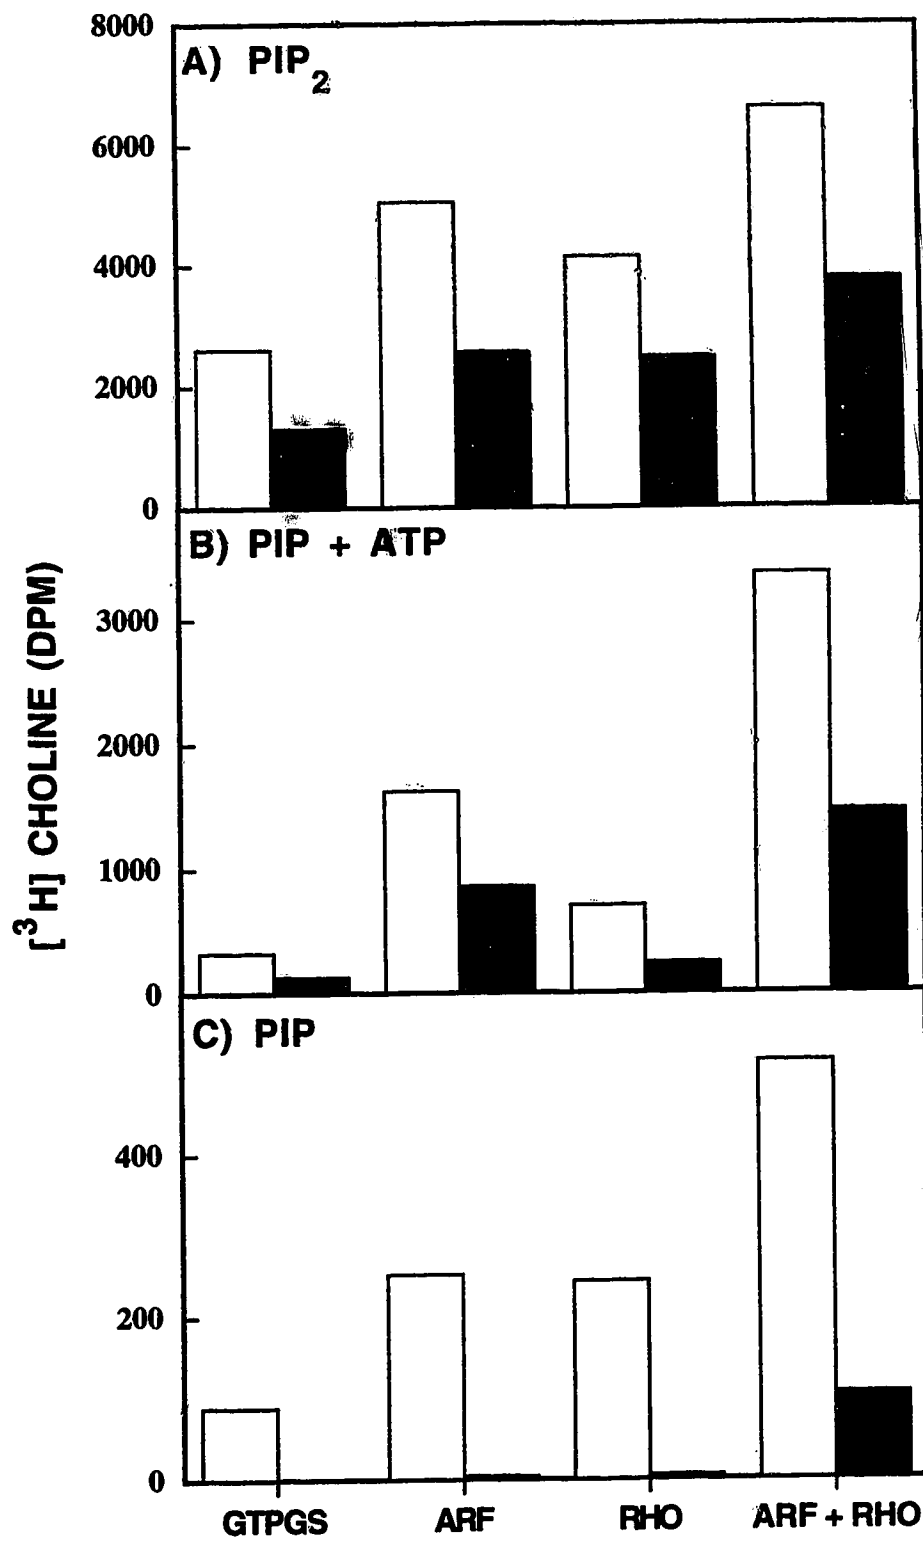 8000
A) PIP2
6000
4000
2000
0
B) PIP + ATP
3000
2000
1000
0
C) PIP
400
200
0
[3H] CHOLINE (DPM)
GTPGS ARF RHO ARF + RHO